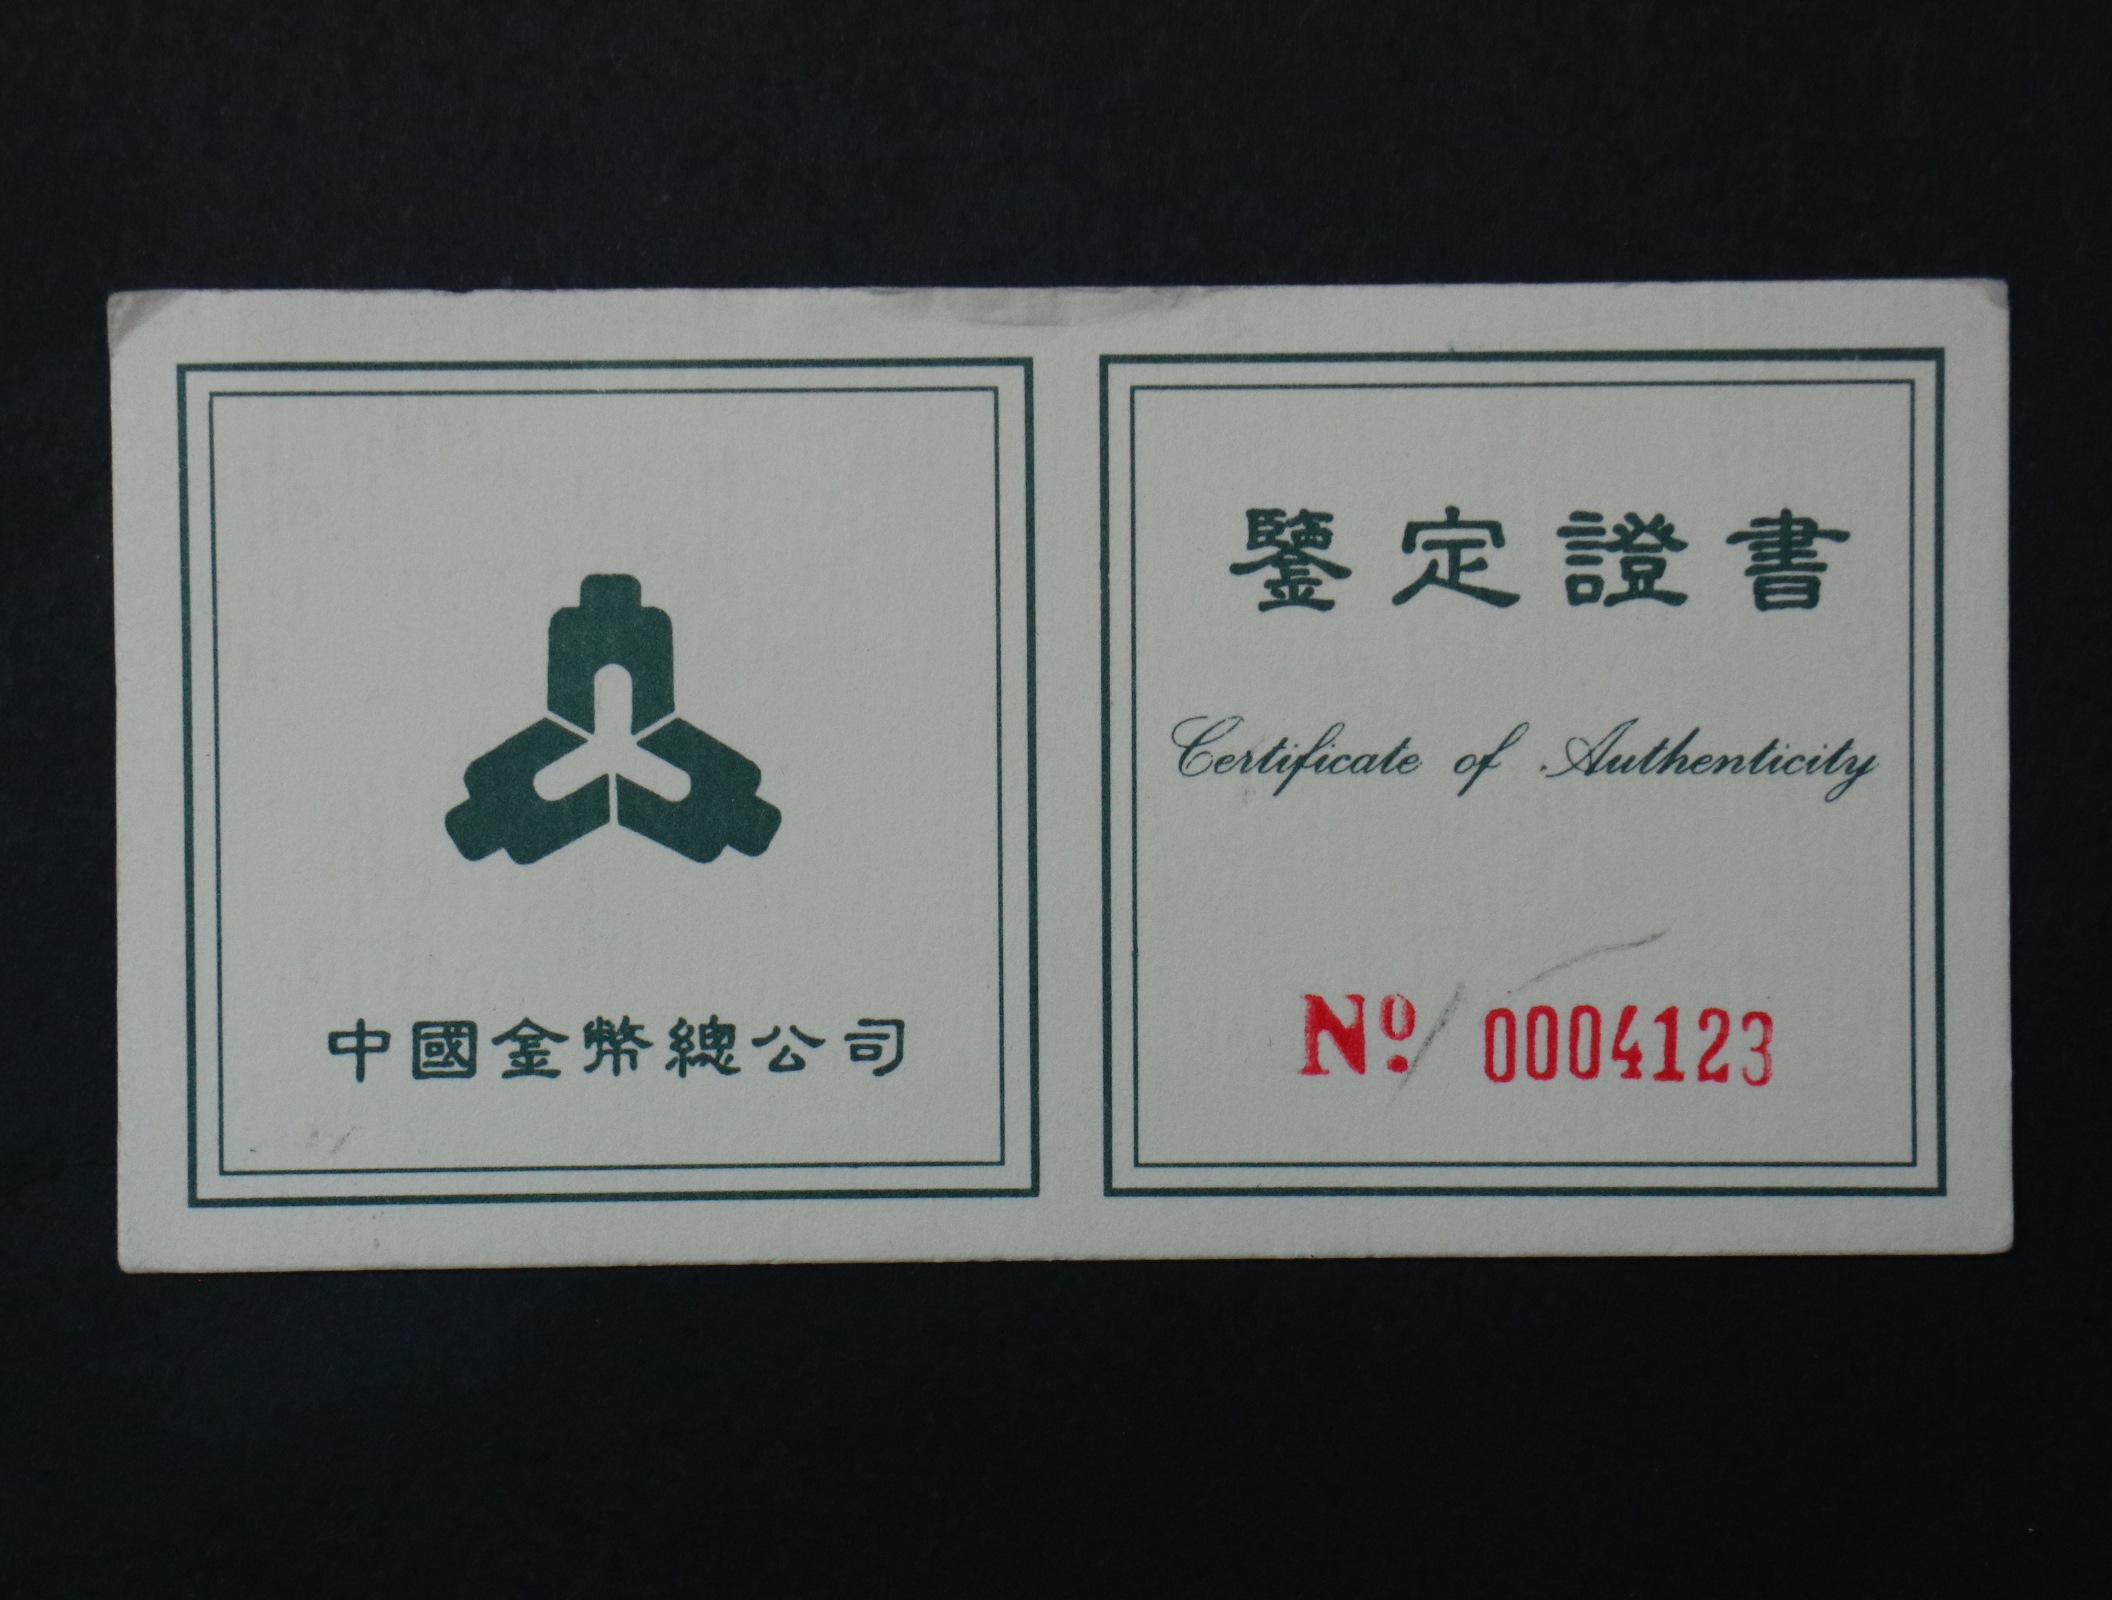 中國金幣總公司
鑒定證書
Certificate of Authenticity
Nº 0004123